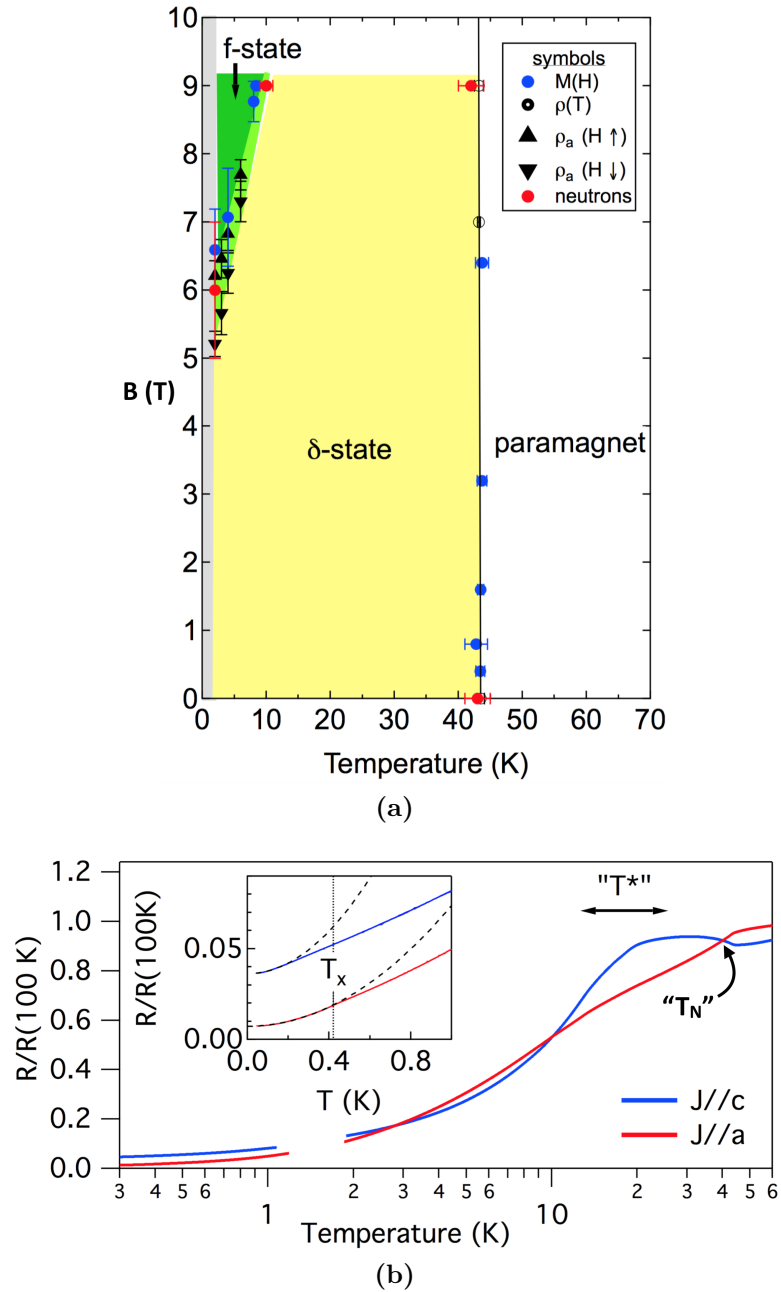 10
9
8
7
6
5
4
3
2
1
0
B (T)
f-state
symbols
M(H)
ρ(T)
ρa (H ↑)
ρa (H ↓)
neutrons
δ-state
paramagnet
0 10 20 30 40 50 60 70
Temperature (K)
(a)
1.2
1.0
0.8
0.6
0.4
0.2
0.0
R/R(100 K)
0.05
0.00
R/R(100K)
Tx
0.0 0.4 0.8
T (K)
"T*"
“TN”
J//c
J//a
3 4 5 6 1 2 3 4 5 6 10 2 3 4 5 6
Temperature (K)
(b)